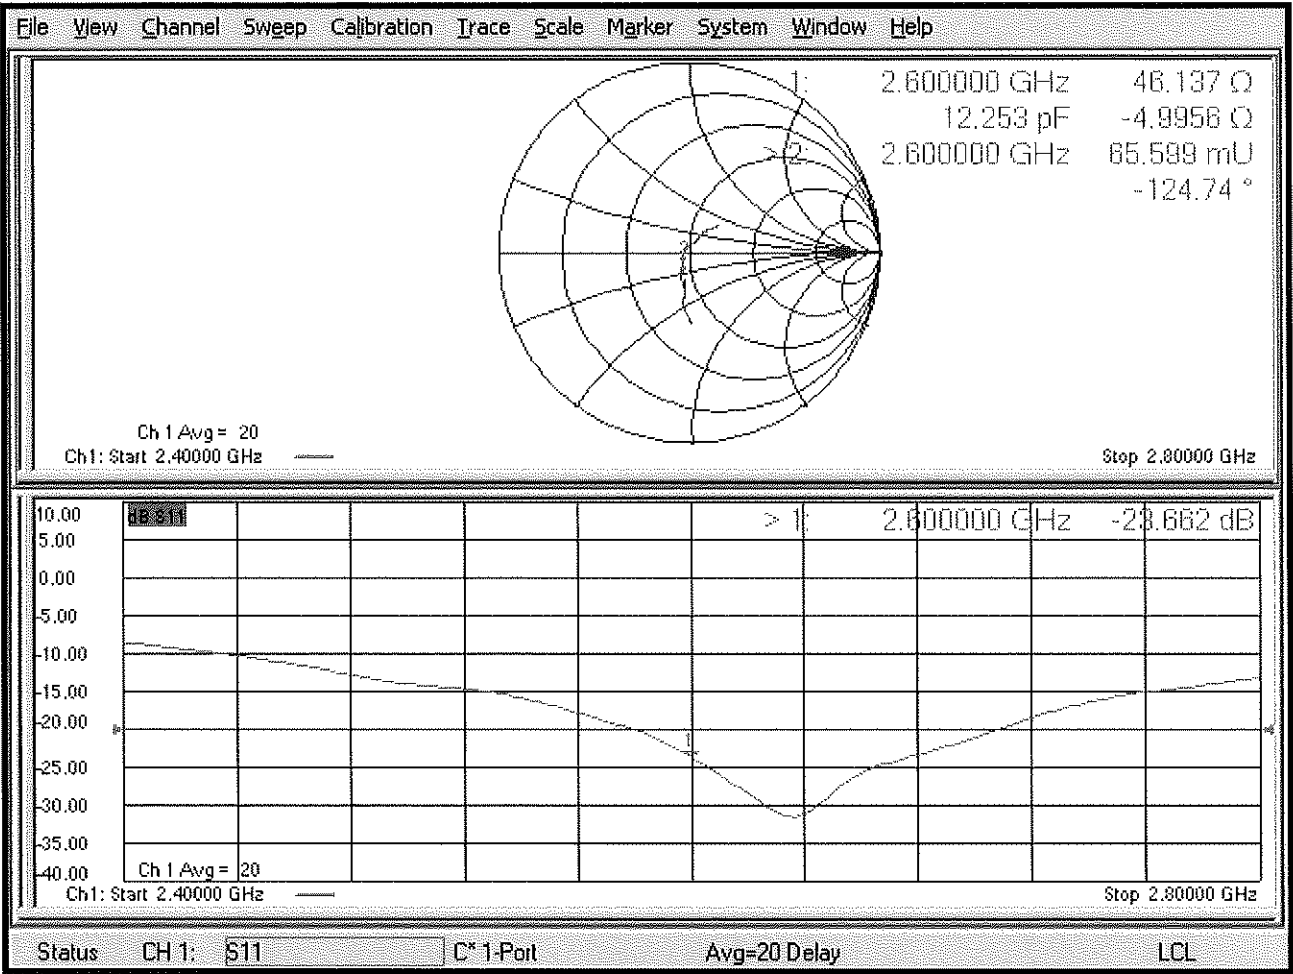 File View Channel Sweep Calibration Trace Scale Marker System Window Help
1: 2.600000 GHz 46.137 Ω
12.253 pF -4.9956 Ω
> 2: 2.600000 GHz 65.599 mU
-124.74 °
Ch 1 Avg = 20
Ch1: Start 2.40000 GHz
Stop 2.80000 GHz
10.00
dB S11
> 1: 2.600000 GHz -23.662 dB
5.00
0.00
-5.00
-10.00
-15.00
-20.00
1
-25.00
-30.00
-35.00
-40.00
Ch 1 Avg = 20
Ch1: Start 2.40000 GHz
Stop 2.80000 GHz
Status CH 1: S11 C* 1-Port Avg=20 Delay LCL